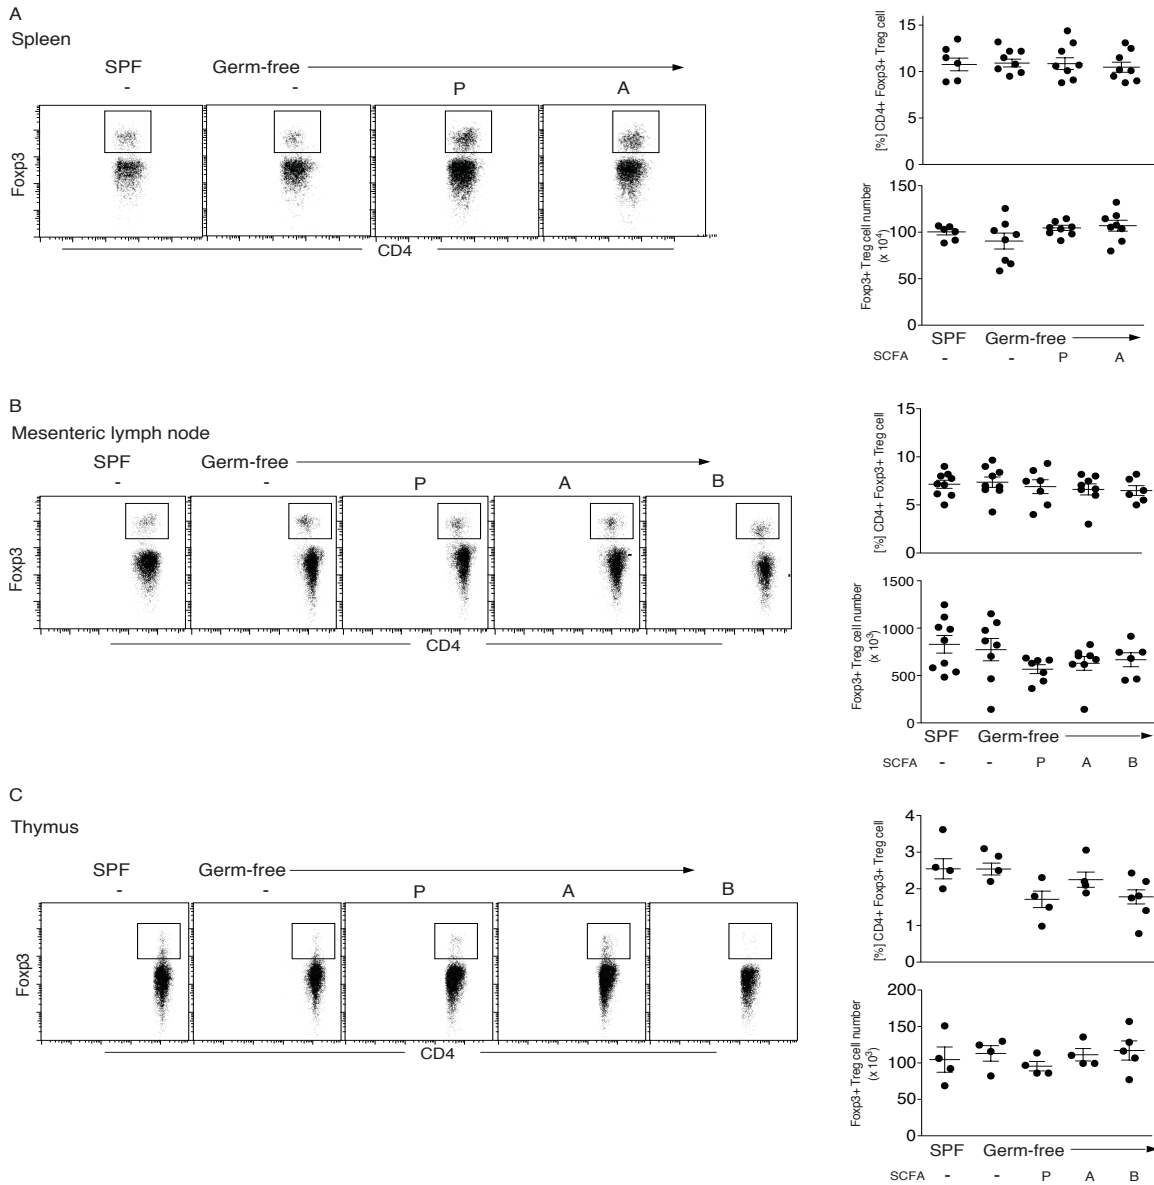 A
Spleen
SPF Germ-free
- - P A
Foxp3
CD4
[%] CD4+ Foxp3+ Treg cell
15
10
5
0
Foxp3+ Treg cell number
(x 10⁴)
150
100
50
0
SPF Germ-free
SCFA - - P A
B
Mesenteric lymph node
SPF Germ-free
- - P A B
Foxp3
CD4
[%] CD4+ Foxp3+ Treg cell
15
10
5
0
Foxp3+ Treg cell number
(x 10³)
1500
1000
500
0
SPF Germ-free
SCFA - - P A B
C
Thymus
SPF Germ-free
- - P A B
Foxp3
CD4
[%] CD4+ Foxp3+ Treg cell
4
3
2
1
0
Foxp3+ Treg cell number
(x 10³)
200
150
100
50
0
SPF Germ-free
SCFA - - P A B